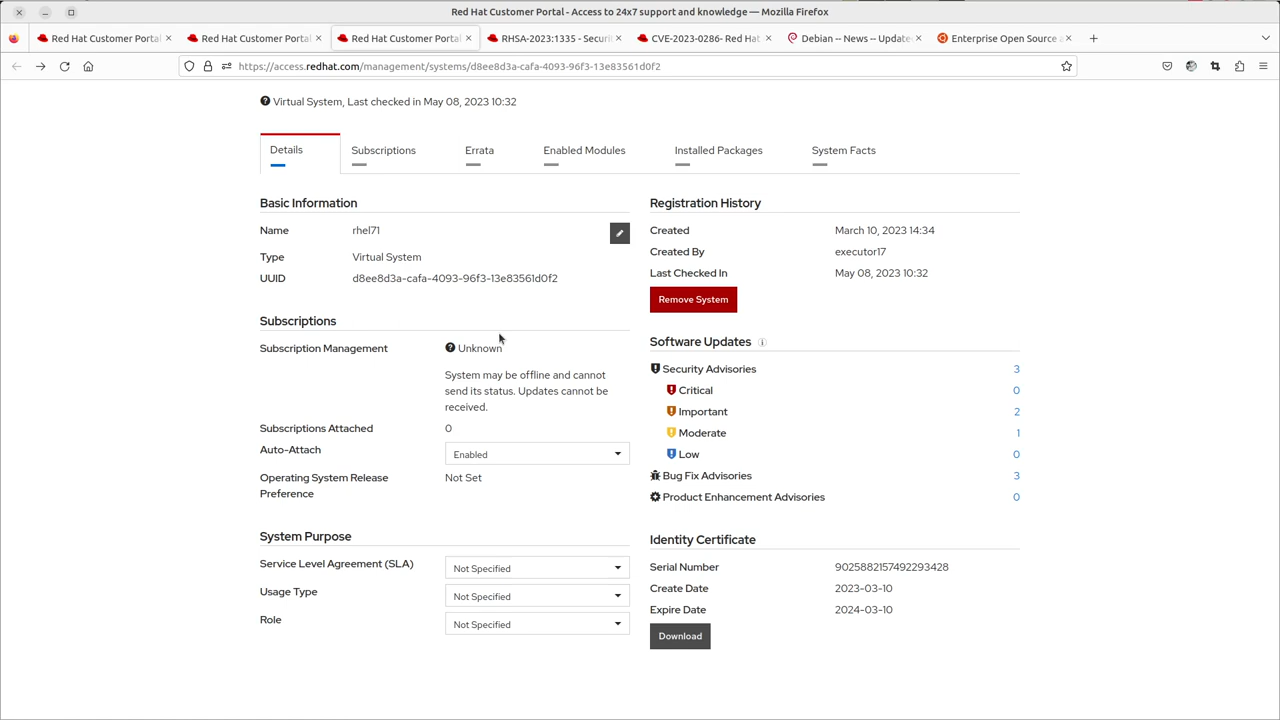 Red Hat Customer Portal - Access to 24x7 support and knowledge — Mozilla Firefox
Red Hat Customer Portal
Red Hat Customer Portal
Red Hat Customer Portal
RHSA-2023:1335 - Securi
CVE-2023-0286- Red Hat
Debian -- News -- Update
Enterprise Open Source a
https://access.redhat.com/management/systems/d8ee8d3a-cafa-4093-96f3-13e83561d0f2
Virtual System, Last checked in May 08, 2023 10:32
Details
Subscriptions
Errata
Enabled Modules
Installed Packages
System Facts
Basic Information
Name rhel71
Type Virtual System
UUID d8ee8d3a-cafa-4093-96f3-13e83561d0f2
Subscriptions
Subscription Management Unknown
System may be offline and cannot
send its status. Updates cannot be
received.
Subscriptions Attached 0
Auto-Attach Enabled
Operating System Release Not Set
Preference
System Purpose
Service Level Agreement (SLA) Not Specified
Usage Type Not Specified
Role Not Specified
Registration History
Created March 10, 2023 14:34
Created By executor17
Last Checked In May 08, 2023 10:32
Remove System
Software Updates
Security Advisories 3
Critical 0
Important 2
Moderate 1
Low 0
Bug Fix Advisories 3
Product Enhancement Advisories 0
Identity Certificate
Serial Number 9025882157492293428
Create Date 2023-03-10
Expire Date 2024-03-10
Download